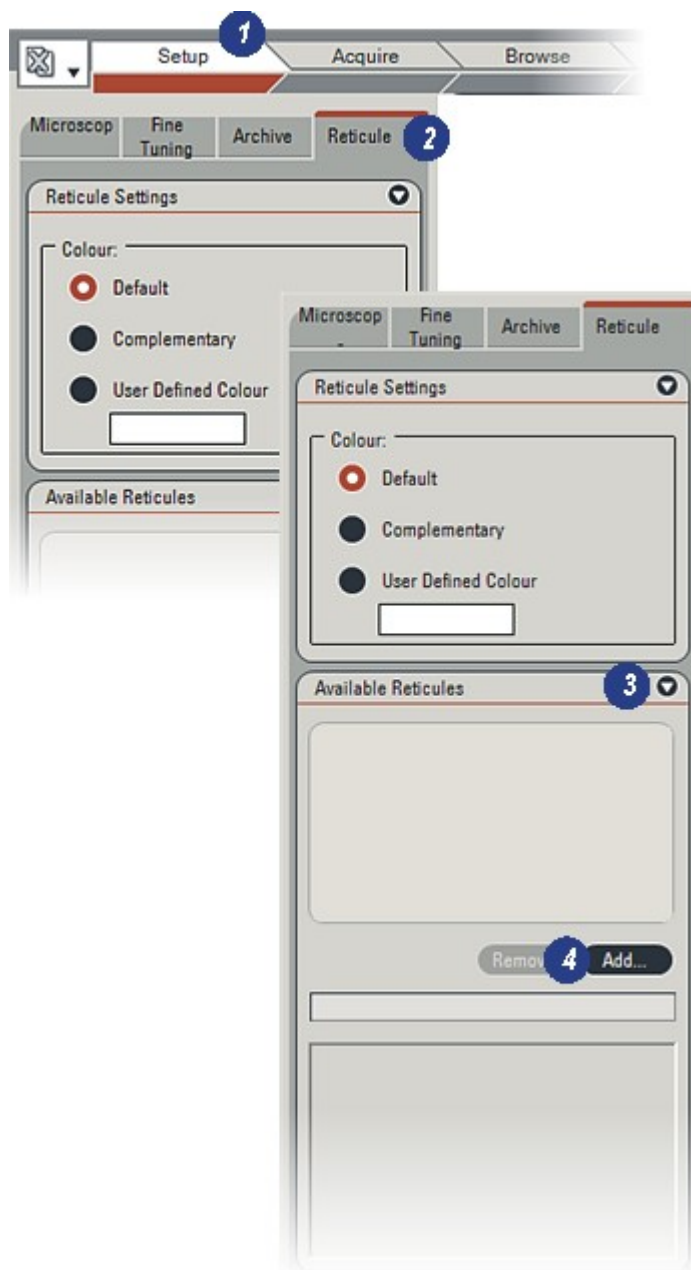 1
Setup
Acquire
Browse
Microscop
Fine
Tuning
Archive
Reticule
2
Reticule Settings
Colour:
Default
Complementary
User Defined Colour
Available Reticules
Microscop
-
Fine
Tuning
Archive
Reticule
Reticule Settings
Colour:
Default
Complementary
User Defined Colour
Available Reticules
3
Remov
4
Add...